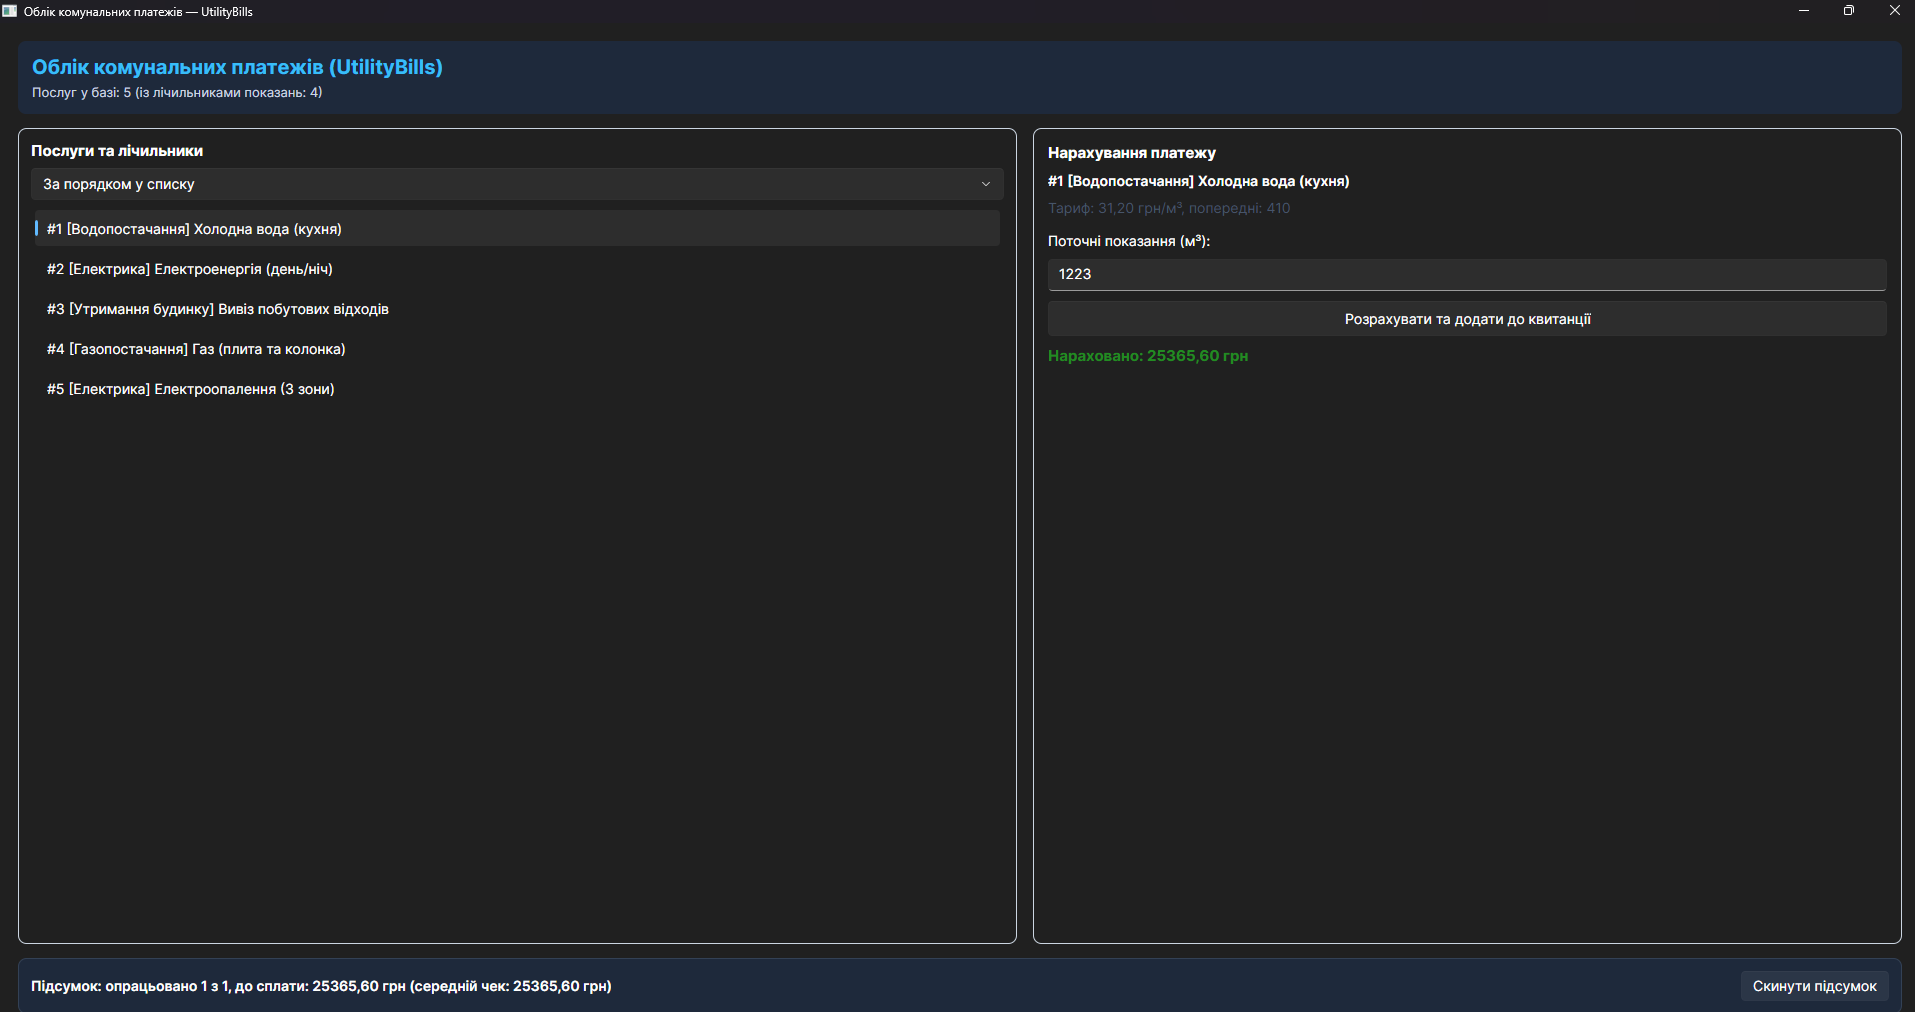 Облік комунальних платежів — UtilityBills
Облік комунальних платежів (UtilityBills)
Послуг у базі: 5 (із лічильниками показань: 4)
Послуги та лічильники
За порядком у списку
#1 [Водопостачання] Холодна вода (кухня)
#2 [Електрика] Електроенергія (день/ніч)
#3 [Утримання будинку] Вивіз побутових відходів
#4 [Газопостачання] Газ (плита та колонка)
#5 [Електрика] Електроопалення (3 зони)
Нарахування платежу
#1 [Водопостачання] Холодна вода (кухня)
Тариф: 31,20 грн/м³, попередні: 410
Поточні показання (м³):
1223
Розрахувати та додати до квитанції
Нараховано: 25365,60 грн
Підсумок: опрацьовано 1 з 1, до сплати: 25365,60 грн (середній чек: 25365,60 грн)
Скинути підсумок